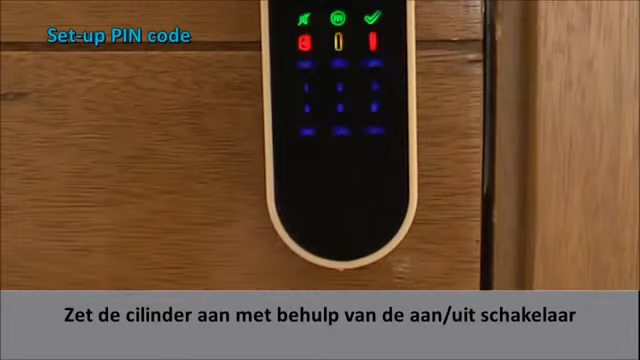 Set-up PIN code
Zet de cilinder aan met behulp van de aan/uit schakelaar